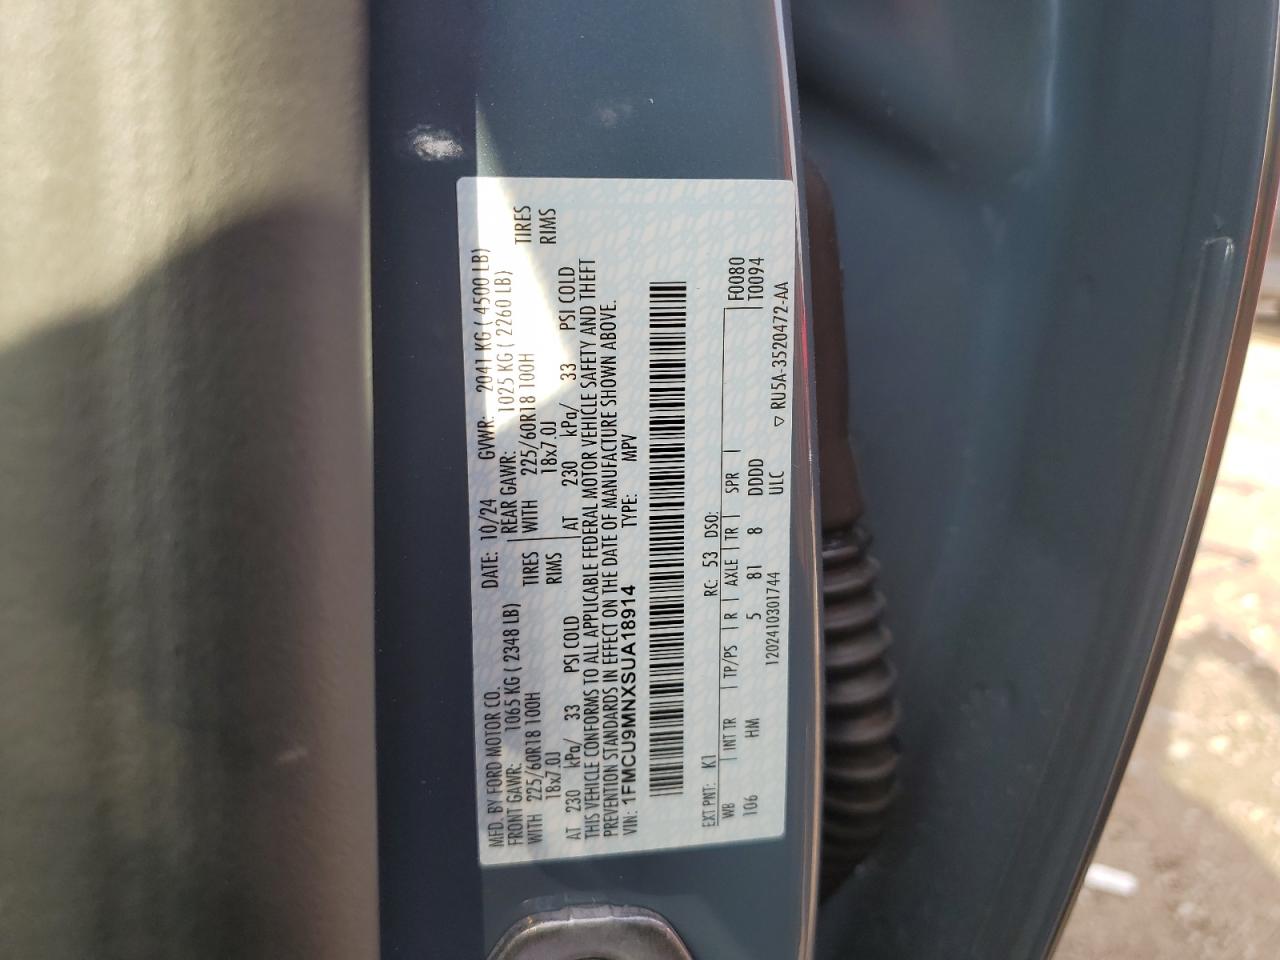 MFD. BY FORD MOTOR CO. DATE: 10/24 GVWR: 2041 KG ( 4500 LB)
FRONT GAWR: 1065 KG ( 2348 LB) REAR GAWR: 1025 KG ( 2260 LB)
WITH 225/60R18 100H TIRES WITH 225/60R18 100H TIRES
18x7.0J RIMS 18x7.0J RIMS
AT 230 kPa/ 33 PSI COLD AT 230 kPa/ 33 PSI COLD
THIS VEHICLE CONFORMS TO ALL APPLICABLE FEDERAL MOTOR VEHICLE SAFETY AND THEFT
PREVENTION STANDARDS IN EFFECT ON THE DATE OF MANUFACTURE SHOWN ABOVE.
VIN: 1FMCU9MNXSUA18914 TYPE: MPV
EXT PNT: K1 RC: 53 DSO: F0080
WB INT TR TP/PS R AXLE TR SPR T0094
106 HM 5 81 8 DDDD
1202410301744 ULC ▽ RU5A-3520472-AA